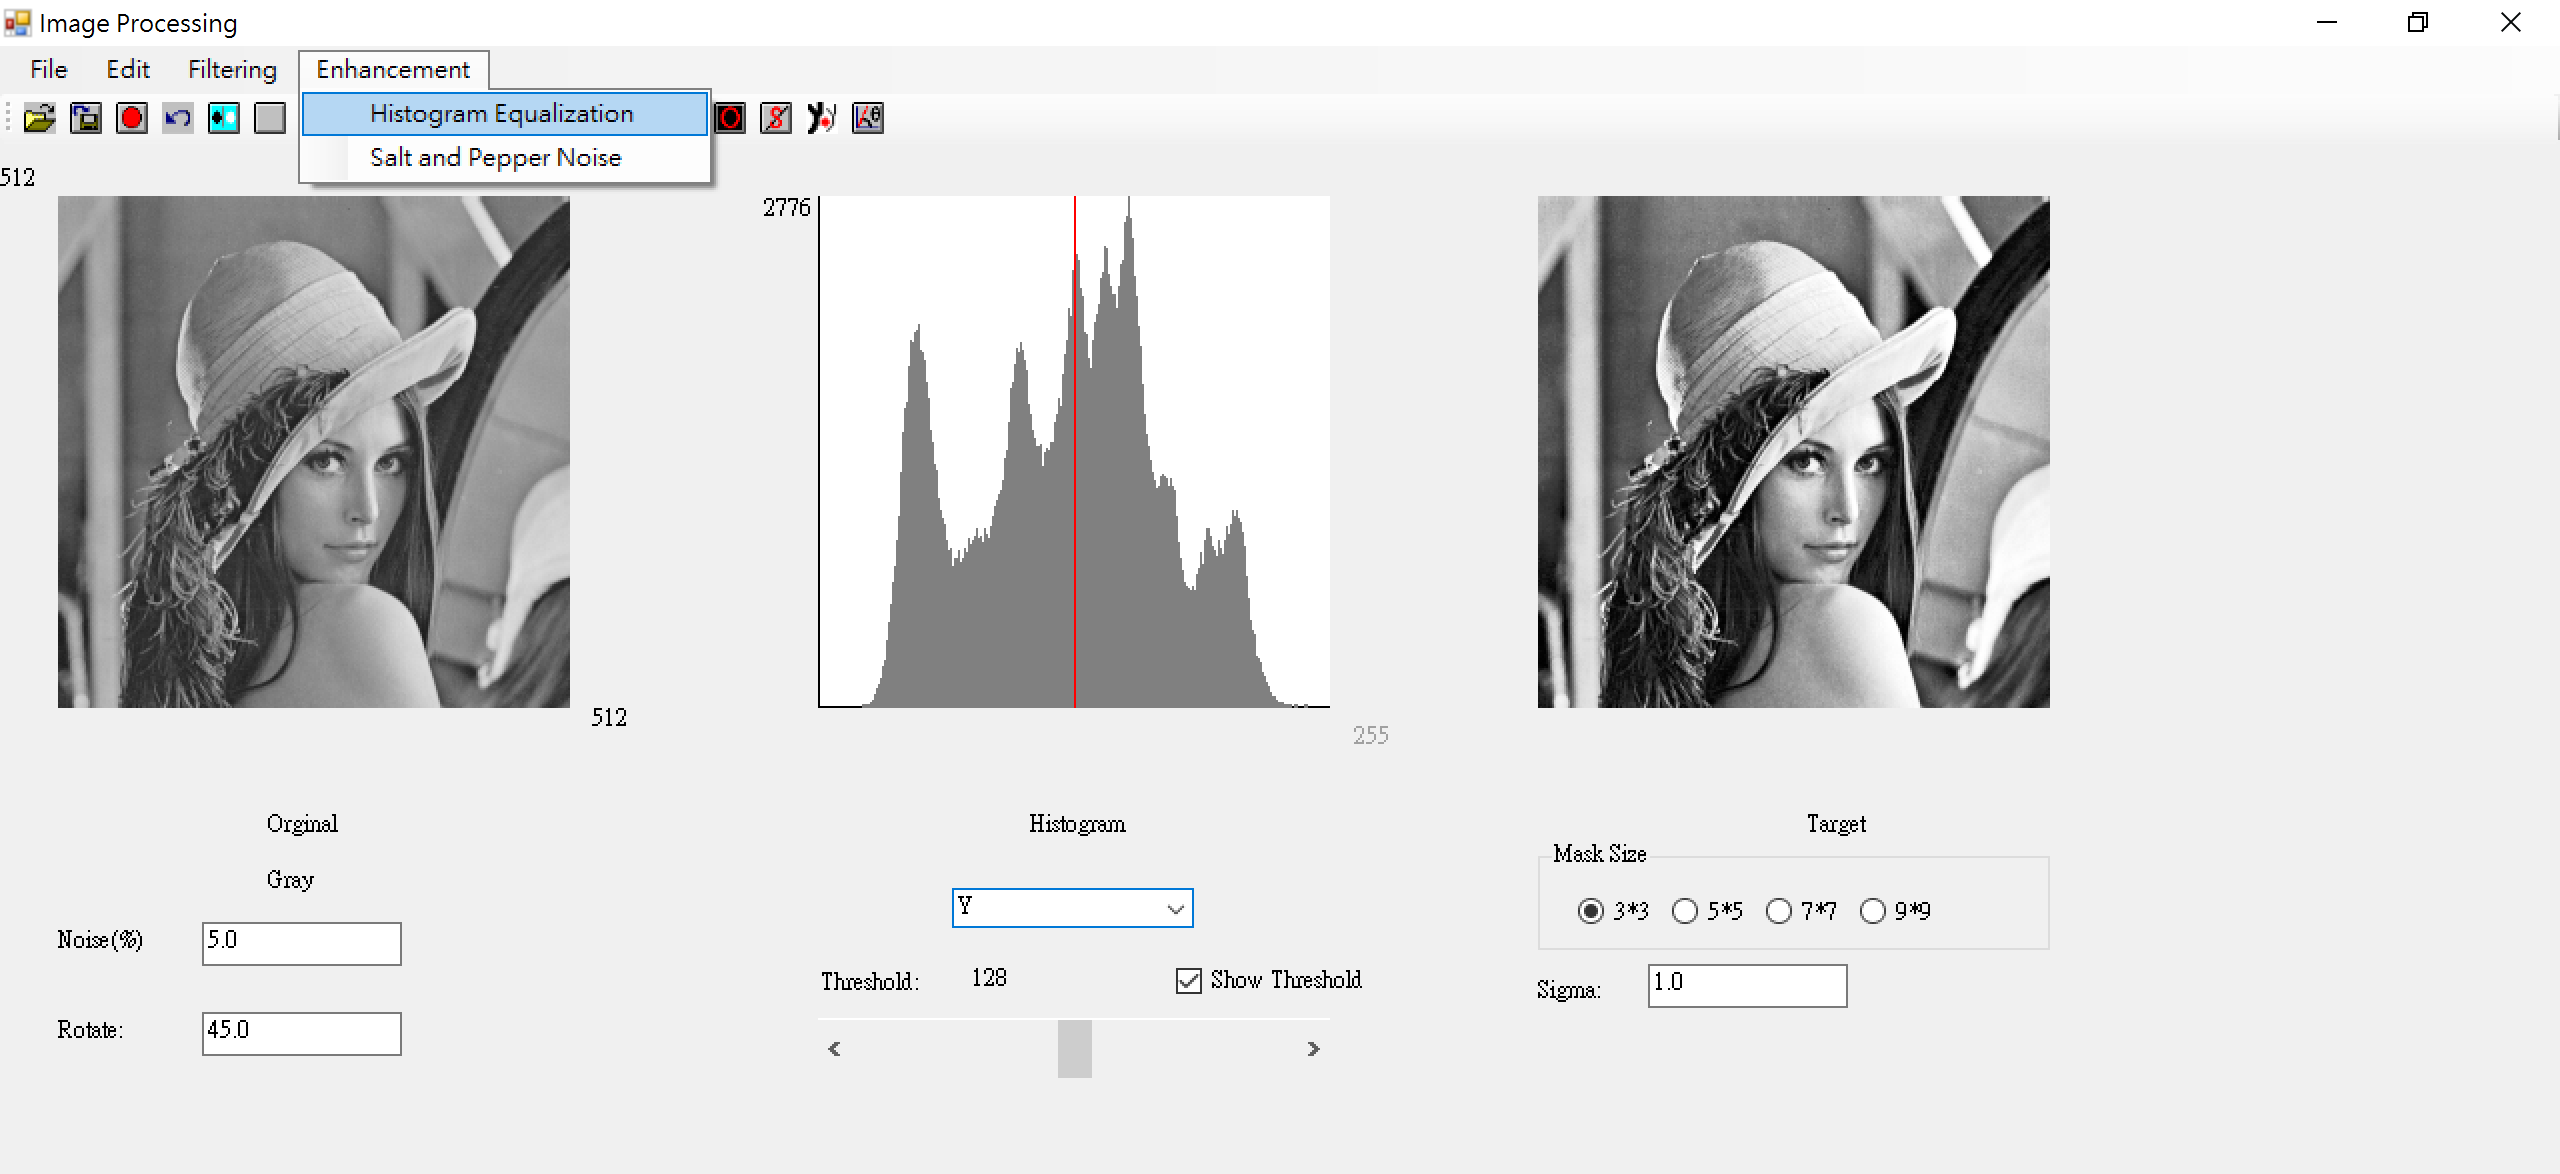 Image Processing
File Edit Filtering Enhancement
Histogram Equalization
Salt and Pepper Noise
512
2776
512
255
Orginal
Histogram
Target
Gray
Mask Size
Y
3*3 5*5 7*7 9*9
Noise(%) 5.0
Threshold: 128 Show Threshold
Sigma: 1.0
Rotate: 45.0